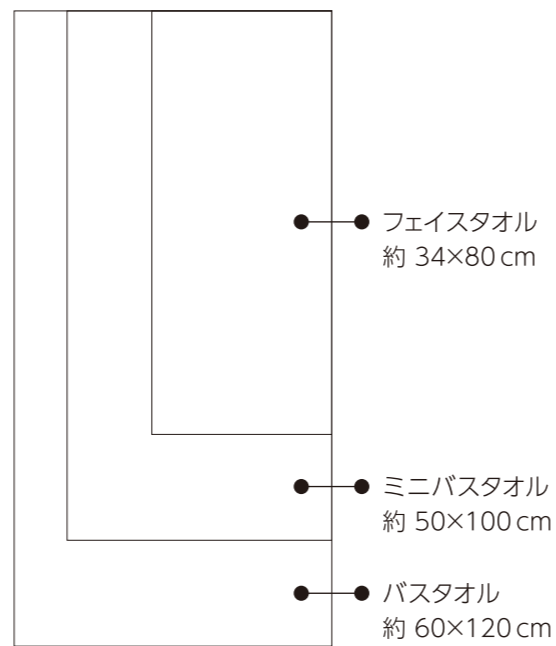 フェイスタオル
約 34×80 cm
ミニバスタオル
約 50×100 cm
バスタオル
約 60×120 cm